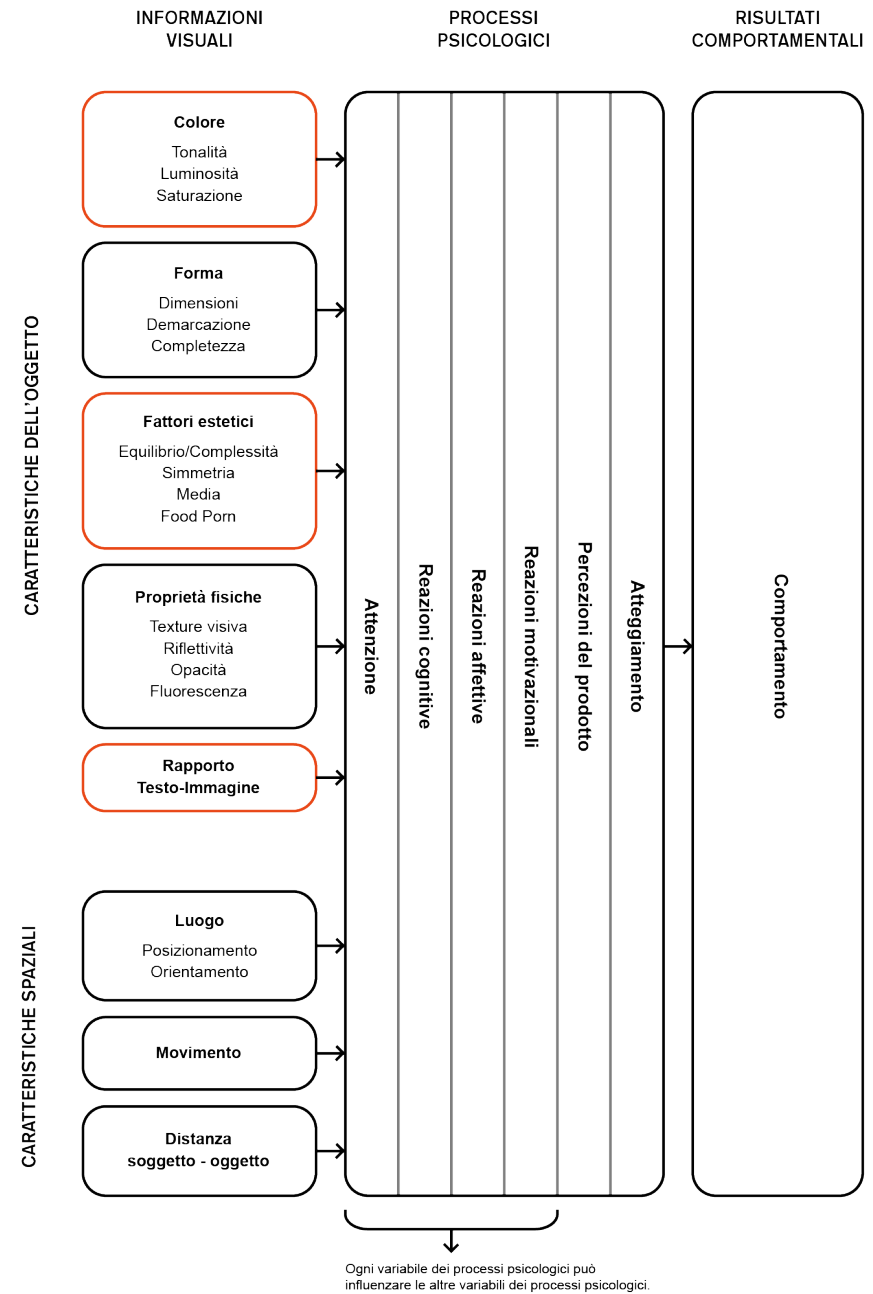 INFORMAZIONI
VISUALI
PROCESSI
PSICOLOGICI
RISULTATI
COMPORTAMENTALI
CARATTERISTICHE DELL'OGGETTO
Colore
Tonalità
Luminosità
Saturazione
Forma
Dimensioni
Demarcazione
Completezza
Fattori estetici
Equilibrio/Complessità
Simmetria
Media
Food Porn
Proprietà fisiche
Texture visiva
Riflettività
Opacità
Fluorescenza
Rapporto
Testo-Immagine
CARATTERISTICHE SPAZIALI
Luogo
Posizionamento
Orientamento
Movimento
Distanza
soggetto - oggetto
Attenzione
Reazioni cognitive
Reazioni affettive
Reazioni motivazionali
Percezioni del prodotto
Atteggiamento
Comportamento
Ogni variabile dei processi psicologici può
influenzare le altre variabili dei processi psicologici.